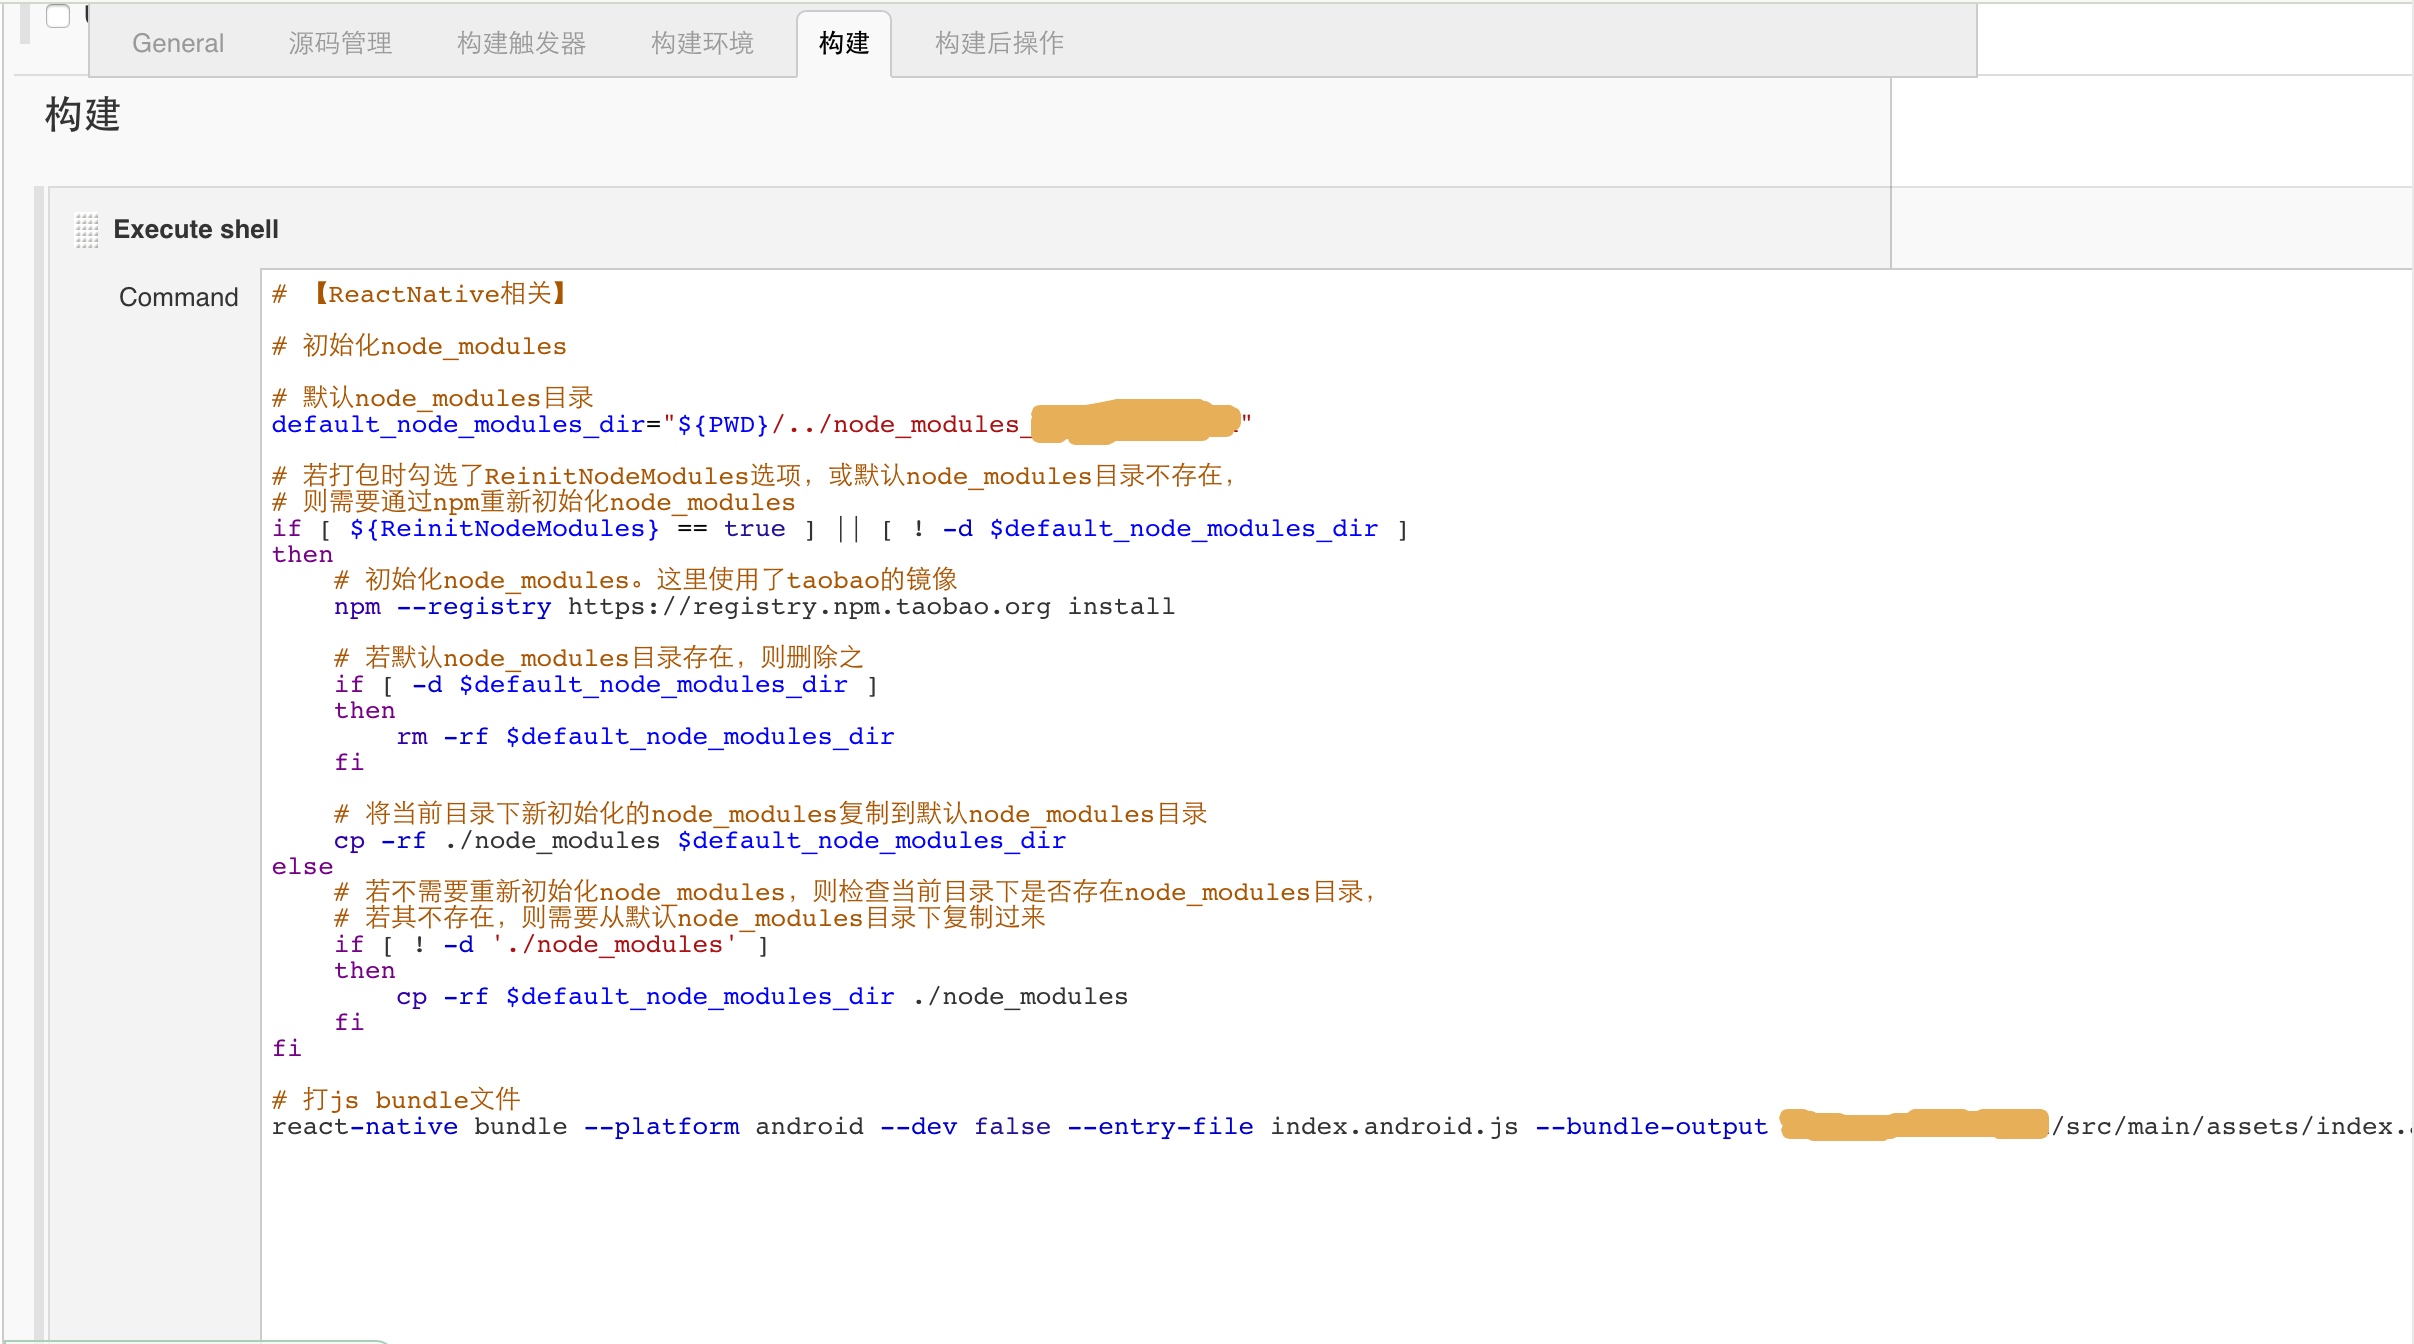 General 源码管理 构建触发器 构建环境 构建 构建后操作
构建
Execute shell
Command
# 【ReactNative相关】
# 初始化node_modules
# 默认node_modules目录
default_node_modules_dir="${PWD}/../node_modules_"
# 若打包时勾选了ReinitNodeModules选项，或默认node_modules目录不存在，
# 则需要通过npm重新初始化node_modules
if [ ${ReinitNodeModules} == true ] || [ ! -d $default_node_modules_dir ]
then
# 初始化node_modules。这里使用了taobao的镜像
npm --registry https://registry.npm.taobao.org install
# 若默认node_modules目录存在，则删除之
if [ -d $default_node_modules_dir ]
then
rm -rf $default_node_modules_dir
fi
# 将当前目录下新初始化的node_modules复制到默认node_modules目录
cp -rf ./node_modules $default_node_modules_dir
else
# 若不需要重新初始化node_modules，则检查当前目录下是否存在node_modules目录，
# 若其不存在，则需要从默认node_modules目录下复制过来
if [ ! -d './node_modules' ]
then
cp -rf $default_node_modules_dir ./node_modules
fi
fi
# 打js bundle文件
react-native bundle --platform android --dev false --entry-file index.android.js --bundle-output /src/main/assets/index.